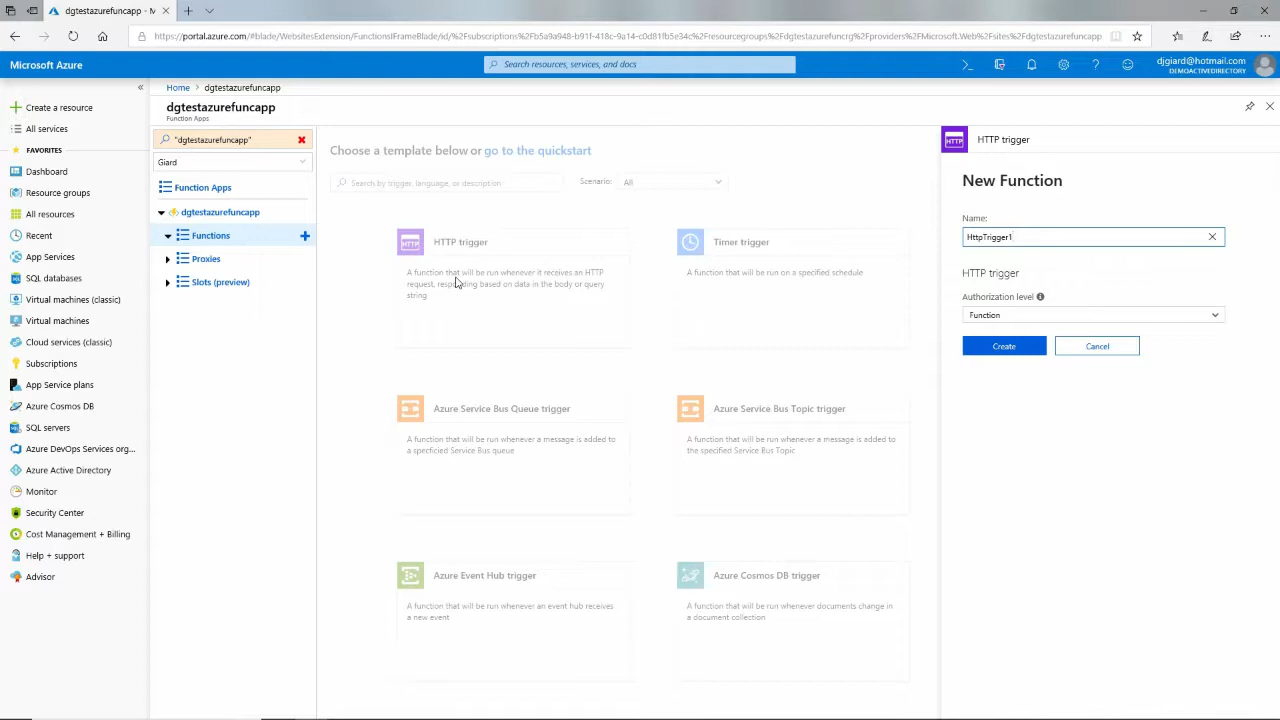 dgtestazurefuncapp - M
https://portal.azure.com/#blade/WebsitesExtension/FunctionsIFrameBlade/id/%2Fsubscriptions%2Fb5a9a948-b91f-418c-9a14-c0d81fb5e34c%2Fresourcegroups%2Fdgtestazurefuncrg%2Fproviders%2FMicrosoft.Web%2Fsites%2Fdgtestazurefuncapp
Microsoft Azure
Search resources, services, and docs
djgiard@hotmail.com
DEMOACTIVEDIRECTORY
Create a resource
All services
FAVORITES
Dashboard
Resource groups
All resources
Recent
App Services
SQL databases
Virtual machines (classic)
Virtual machines
Cloud services (classic)
Subscriptions
App Service plans
Azure Cosmos DB
SQL servers
Azure DevOps Services org...
Azure Active Directory
Monitor
Security Center
Cost Management + Billing
Help + support
Advisor
Home > dgtestazurefuncapp
dgtestazurefuncapp
Function Apps
"dgtestazurefuncapp"
Giard
Function Apps
dgtestazurefuncapp
Functions
Proxies
Slots (preview)
Choose a template below or go to the quickstart
Search by trigger, language, or description
Scenario: All
HTTP trigger
A function that will be run whenever it receives an HTTP
request, responding based on data in the body or query
string
Timer trigger
A function that will be run on a specified schedule
Azure Service Bus Queue trigger
A function that will be run whenever a message is added to
a specficied Service Bus queue
Azure Service Bus Topic trigger
A function that will be run whenever a message is added to
the specified Service Bus Topic
Azure Event Hub trigger
A function that will be run whenever an event hub receives
a new event
Azure Cosmos DB trigger
A function that will be run whenever documents change in
a document collection
HTTP
HTTP trigger
New Function
Name:
HttpTrigger1
HTTP trigger
Authorization level
Function
Create
Cancel